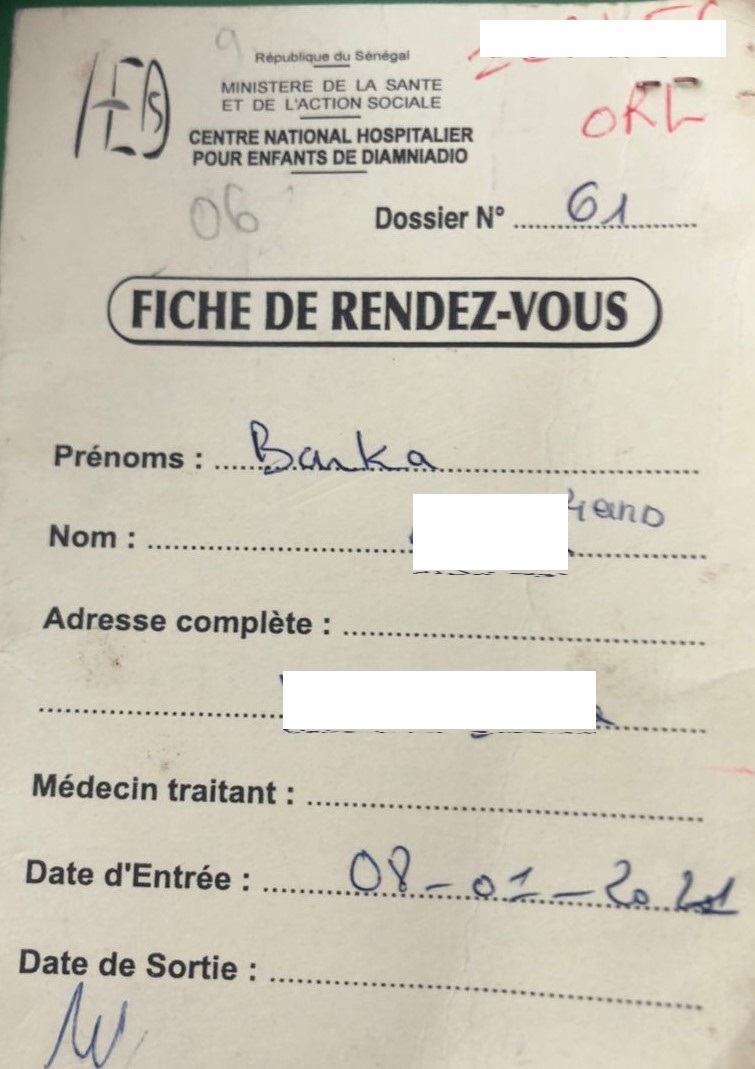 9
République du Sénégal
MINISTERE DE LA SANTE
ET DE L'ACTION SOCIALE
CENTRE NATIONAL HOSPITALIER
POUR ENFANTS DE DIAMNIADIO
ORL
06
Dossier N° 61
FICHE DE RENDEZ-VOUS
Prénoms : Banka
Nom :
Adresse complète :
Médecin traitant :
Date d'Entrée : 08-01-2021
Date de Sortie :